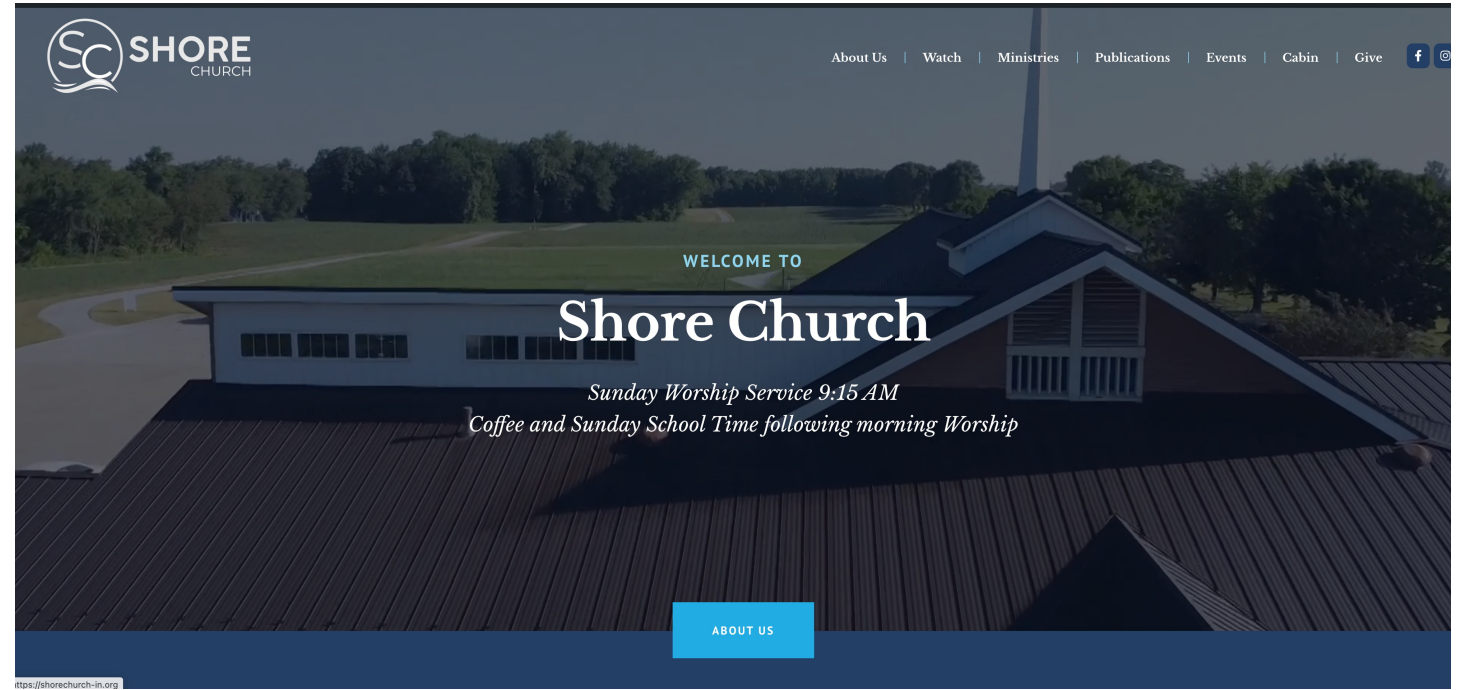 SC SHORE
CHURCH
About Us | Watch | Ministries | Publications | Events | Cabin | Give
WELCOME TO
Shore Church
Sunday Worship Service 9:15 AM
Coffee and Sunday School Time following morning Worship
ABOUT US
ttps://shorechurch-in.org